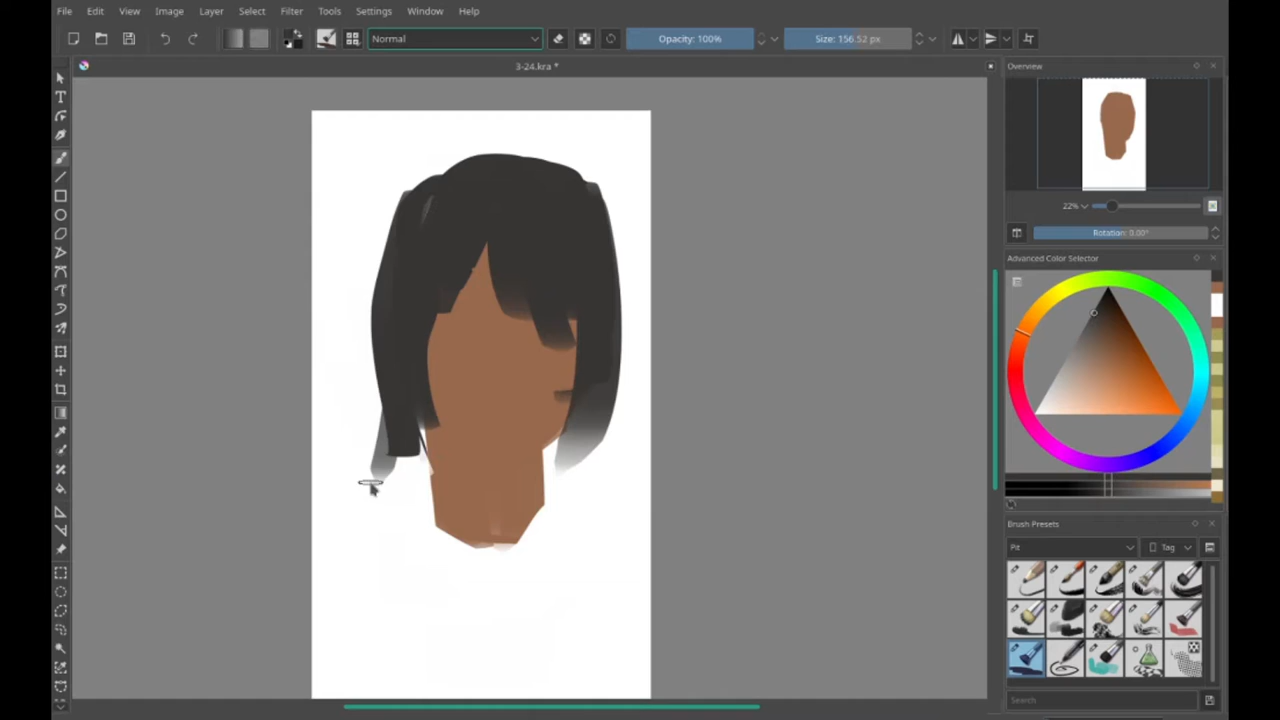 File Edit View Image Layer Select Filter Tools Settings Window Help
Normal
Opacity: 100%
Size: 156.52 px
3-24.kra *
Overview
22%
Rotation: 0.00°
Advanced Color Selector
Brush Presets
Pit
Tag
Search